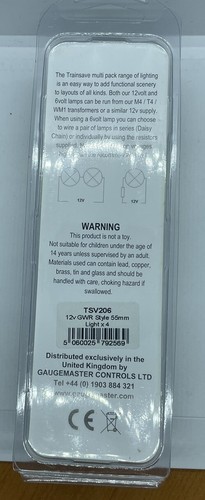 The Trainsave multi pack range of lighting
is an easy way to add functional scenery
to layouts of all kinds. Both our 12volt and
6volt lamps can be run from our M4 / T4 /
WM1 transformers or a similar 12v supply.
When using a 6volt lamp you can choose
to wire a pair of lamps in series (Daisy
Chain) or individually by using the resistors
12V
12V
WARNING
This product is not a toy.
Not suitable for children under the age of
14 years unless supervised by an adult.
Materials used can contain lead, copper,
brass, tin and glass and should be
handled with care, choking hazard if
swallowed.
TSV206
12v GWR Style 55mm
Light x 4
5 060025 792569
Distributed exclusively in the
United Kingdom by
GAUGEMASTER CONTROLS LTD
Tel +44 (0) 1903 884 321
www.gaugemaster.com
CE